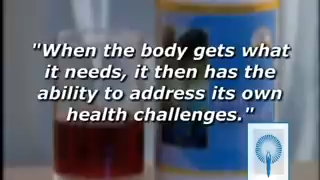 "When the body gets what
it needs, it then has the
ability to address its own
health challenges."